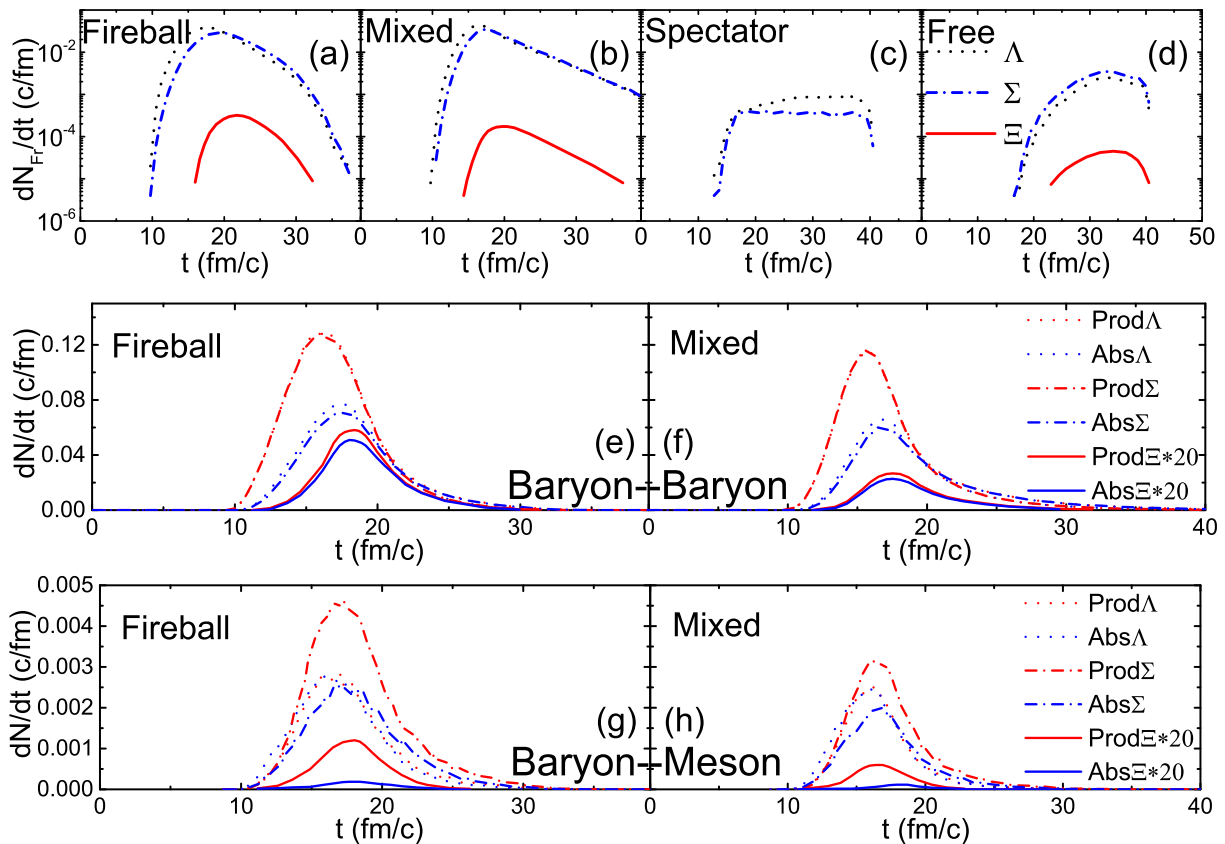 Fireball Mixed Spectator Free
(a) (b) (c) (d)
Λ
Σ
Ξ
dN_Fr/dt (c/fm)
10^-2
10^-4
10^-6
0 10 20 30 0 10 20 30 0 10 20 30 40 0 10 20 30 40 50
t (fm/c) t (fm/c) t (fm/c) t (fm/c)
Fireball Mixed
ProdΛ
AbsΛ
ProdΣ
AbsΣ
ProdΞ*20
AbsΞ*20
(e) (f)
Baryon--Baryon
dN/dt (c/fm)
0.12
0.08
0.04
0.00
0 10 20 30 0 10 20 30 40
t (fm/c) t (fm/c)
Fireball Mixed
ProdΛ
AbsΛ
ProdΣ
AbsΣ
ProdΞ*20
AbsΞ*20
(g) (h)
Baryon--Meson
dN/dt (c/fm)
0.005
0.004
0.003
0.002
0.001
0.000
0 10 20 30 0 10 20 30 40
t (fm/c) t (fm/c)